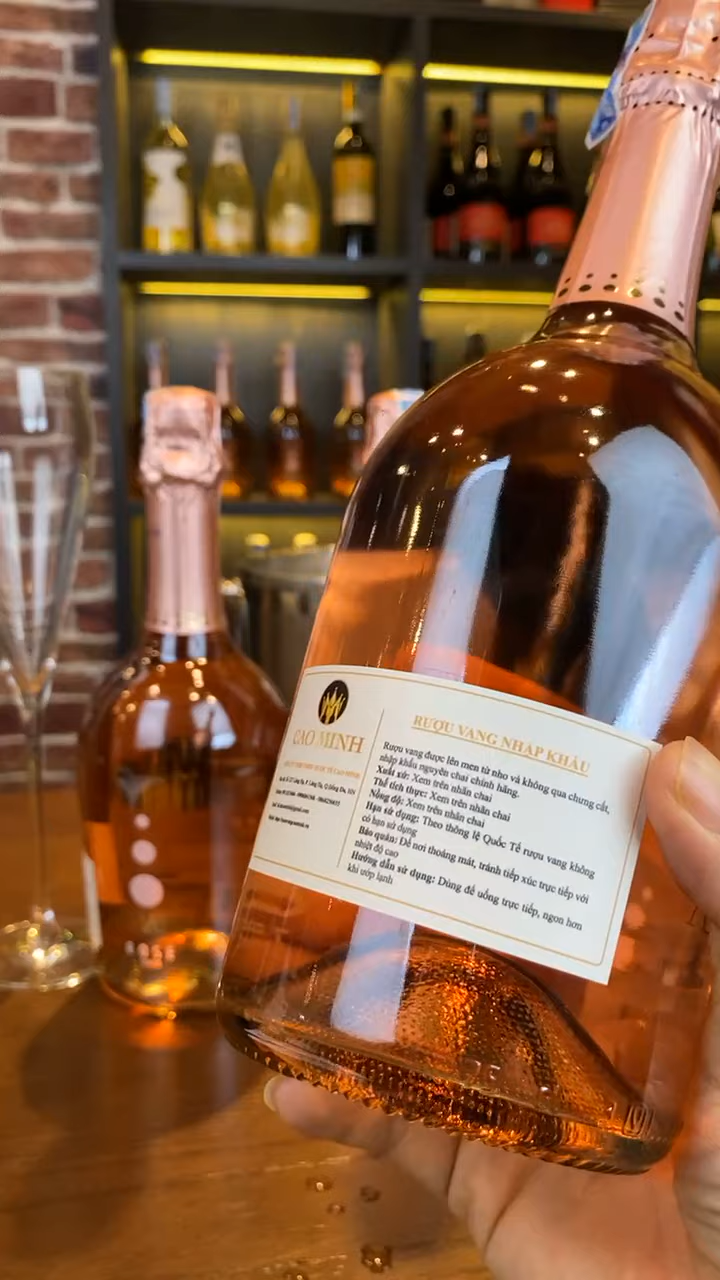 CAO MINH
RƯỢU VANG NHẬP KHẨU
Rượu vang được lên men từ nho và không qua chưng cất,
nhập khẩu nguyên chai chính hãng.
Xuất xứ: Xem trên nhãn chai
Thể tích thực: Xem trên nhãn chai
Nồng độ: Xem trên nhãn chai
Hạn sử dụng: Theo thông lệ Quốc Tế rượu vang không
có hạn sử dụng
Bảo quản: Để nơi thoáng mát, tránh tiếp xúc trực tiếp với
nhiệt độ cao
Hướng dẫn sử dụng: Dùng để uống trực tiếp, ngon hơn
khi ướp lạnh